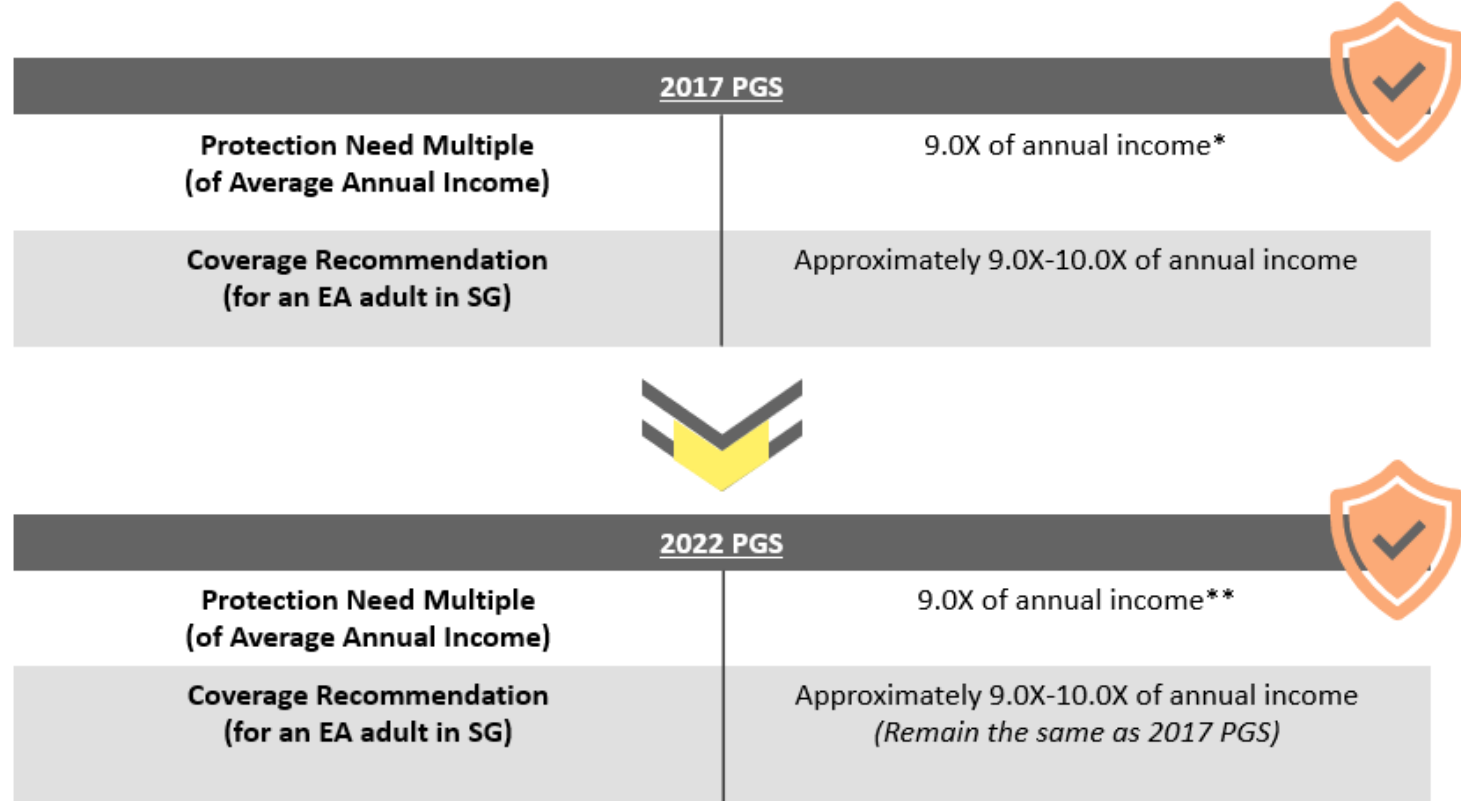 2017 PGS
Protection Need Multiple
(of Average Annual Income)
9.0X of annual income*
Coverage Recommendation
(for an EA adult in SG)
Approximately 9.0X-10.0X of annual income
2022 PGS
Protection Need Multiple
(of Average Annual Income)
9.0X of annual income**
Coverage Recommendation
(for an EA adult in SG)
Approximately 9.0X-10.0X of annual income
(Remain the same as 2017 PGS)